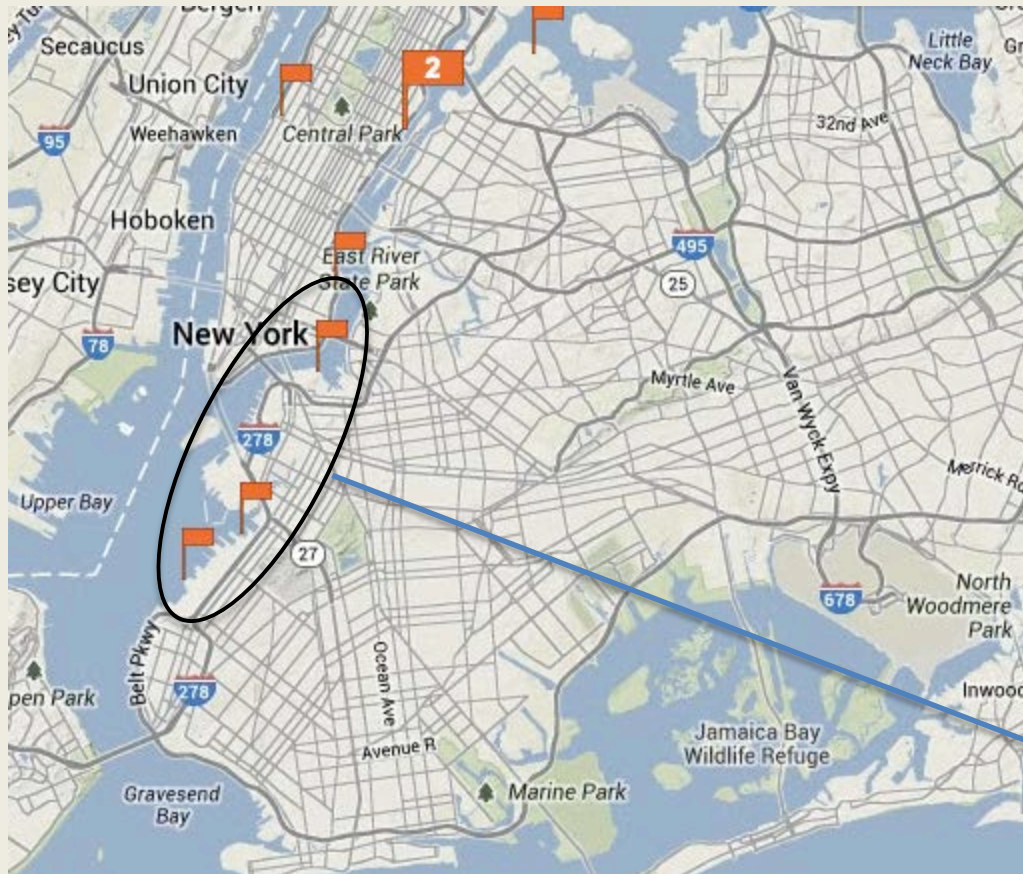 Secaucus
Little
Neck Bay
Union City
2
32nd Ave
95
Weehawken
Central Park
Hoboken
495
East River
State Park
sey City
25
New York
78
Myrtle Ave
Van Wyck Expy
278
Upper Bay
27
678
North
Woodmere
Park
Belt Pkwy
Ocean Ave
278
pen Park
Inwood
Avenue R
Jamaica Bay
Wildlife Refuge
Gravesend
Bay
Marine Park